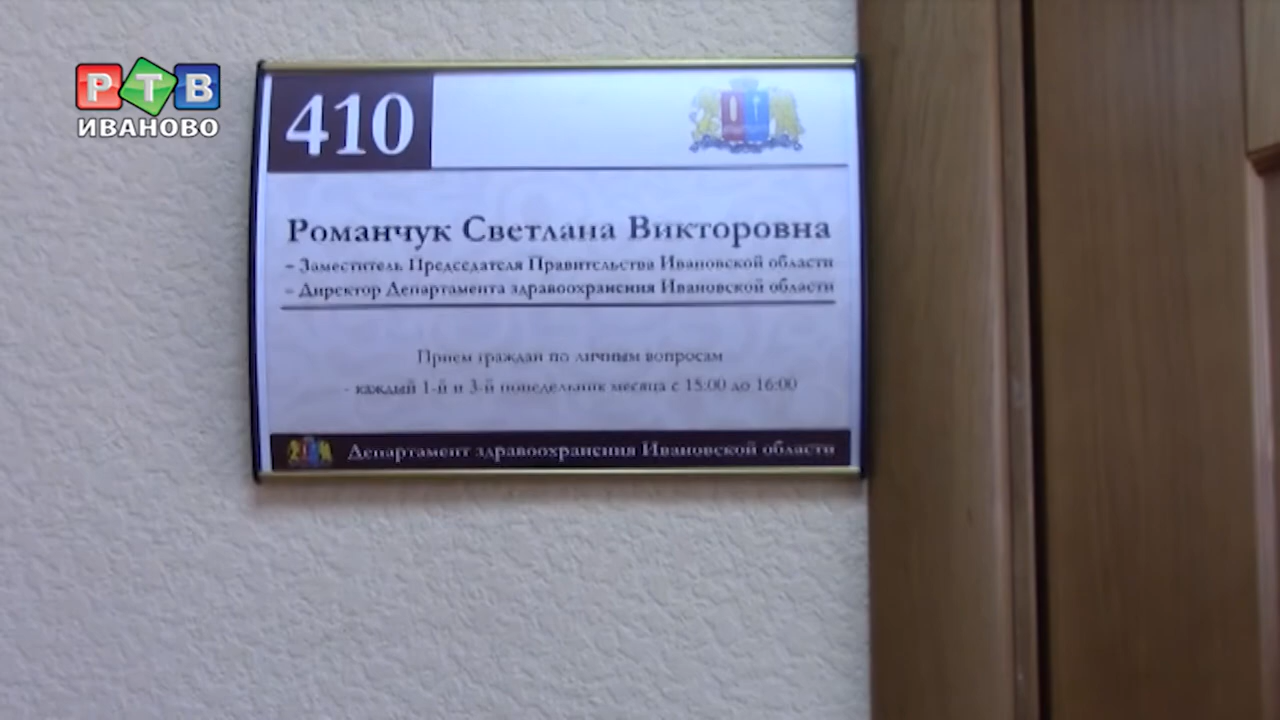 РТВ
ИВАНОВО
410
Романчук Светлана Викторовна
– Заместитель Председателя Правительства Ивановской области
– Директор Департамента здравоохранения Ивановской области
Прием граждан по личным вопросам
- каждый 1-й и 3-й понедельник месяца с 15:00 до 16:00
Департамент здравоохранения Ивановской области